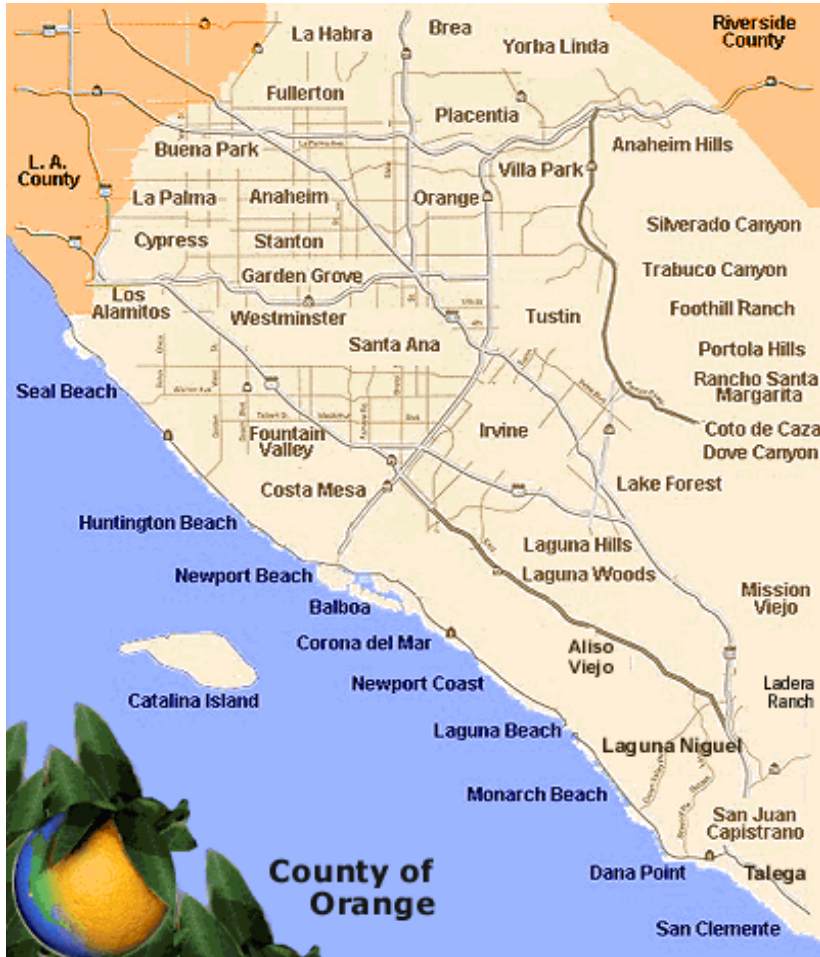 La Habra
Brea
Yorba Linda
Riverside
County
Fullerton
Placentia
Buena Park
Anaheim Hills
L. A.
County
Villa Park
La Palma
Anaheim
Orange
Silverado Canyon
Cypress
Stanton
Garden Grove
Trabuco Canyon
Los
Alamitos
Westminster
Tustin
Foothill Ranch
Santa Ana
Portola Hills
Seal Beach
Rancho Santa
Margarita
Fountain
Valley
Irvine
Coto de Caza
Dove Canyon
Costa Mesa
Lake Forest
Huntington Beach
Laguna Hills
Newport Beach
Laguna Woods
Mission
Viejo
Balboa
Corona del Mar
Aliso
Viejo
Newport Coast
Ladera
Ranch
Catalina Island
Laguna Beach
Laguna Niguel
Monarch Beach
San Juan
Capistrano
Dana Point
Talega
County of
Orange
San Clemente